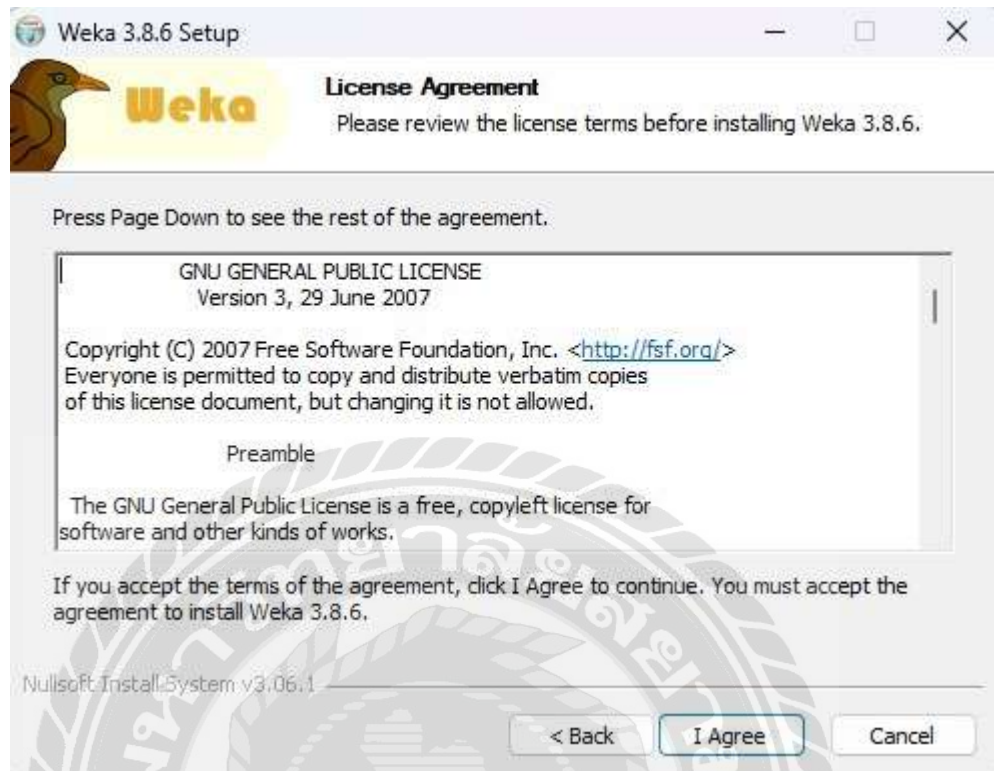 Weka 3.8.6 Setup
Weka
License Agreement
Please review the license terms before installing Weka 3.8.6.
Press Page Down to see the rest of the agreement.
GNU GENERAL PUBLIC LICENSE
Version 3, 29 June 2007
Copyright (C) 2007 Free Software Foundation, Inc. <http://fsf.org/>
Everyone is permitted to copy and distribute verbatim copies
of this license document, but changing it is not allowed.
Preamble
The GNU General Public License is a free, copyleft license for
software and other kinds of works.
If you accept the terms of the agreement, click I Agree to continue. You must accept the
agreement to install Weka 3.8.6.
Nullsoft Install System v3.06.1
< Back
I Agree
Cancel